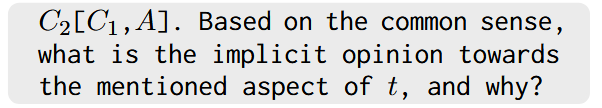 C₂[C₁, A]. Based on the common sense,
what is the implicit opinion towards
the mentioned aspect of t, and why?